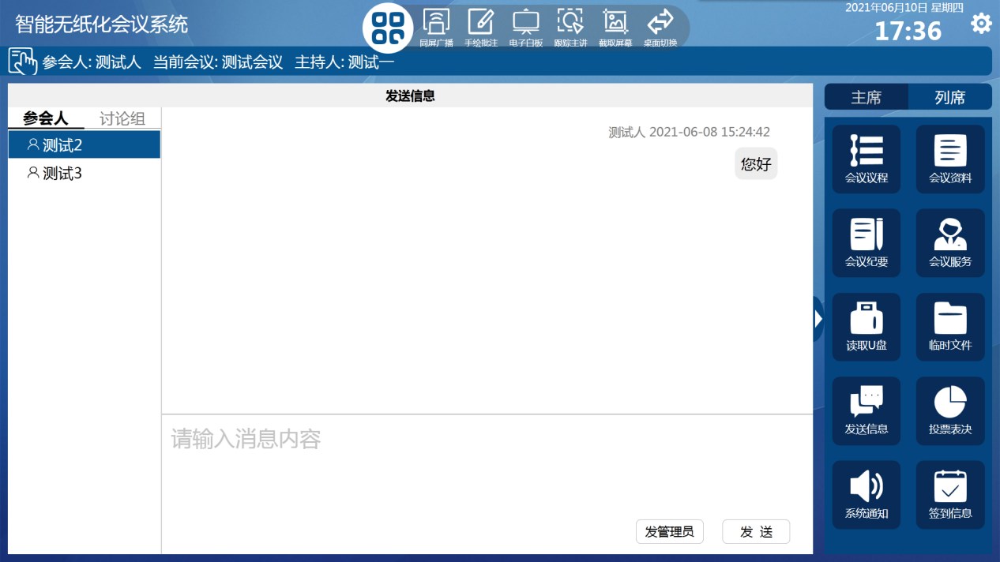 智能无纸化会议系统
同屏广播 手绘批注 电子白板 跟踪主讲 截取屏幕 桌面切换
2021年06月10日 星期四
17:36
参会人: 测试人 当前会议: 测试会议 主持人: 测试一
发送信息
主席 列席
参会人 讨论组
测试2
测试3
测试人 2021-06-08 15:24:42
您好
会议议程 会议资料
会议纪要 会议服务
读取U盘 临时文件
发送信息 投票表决
系统通知 签到信息
请输入消息内容
发管理员 发 送